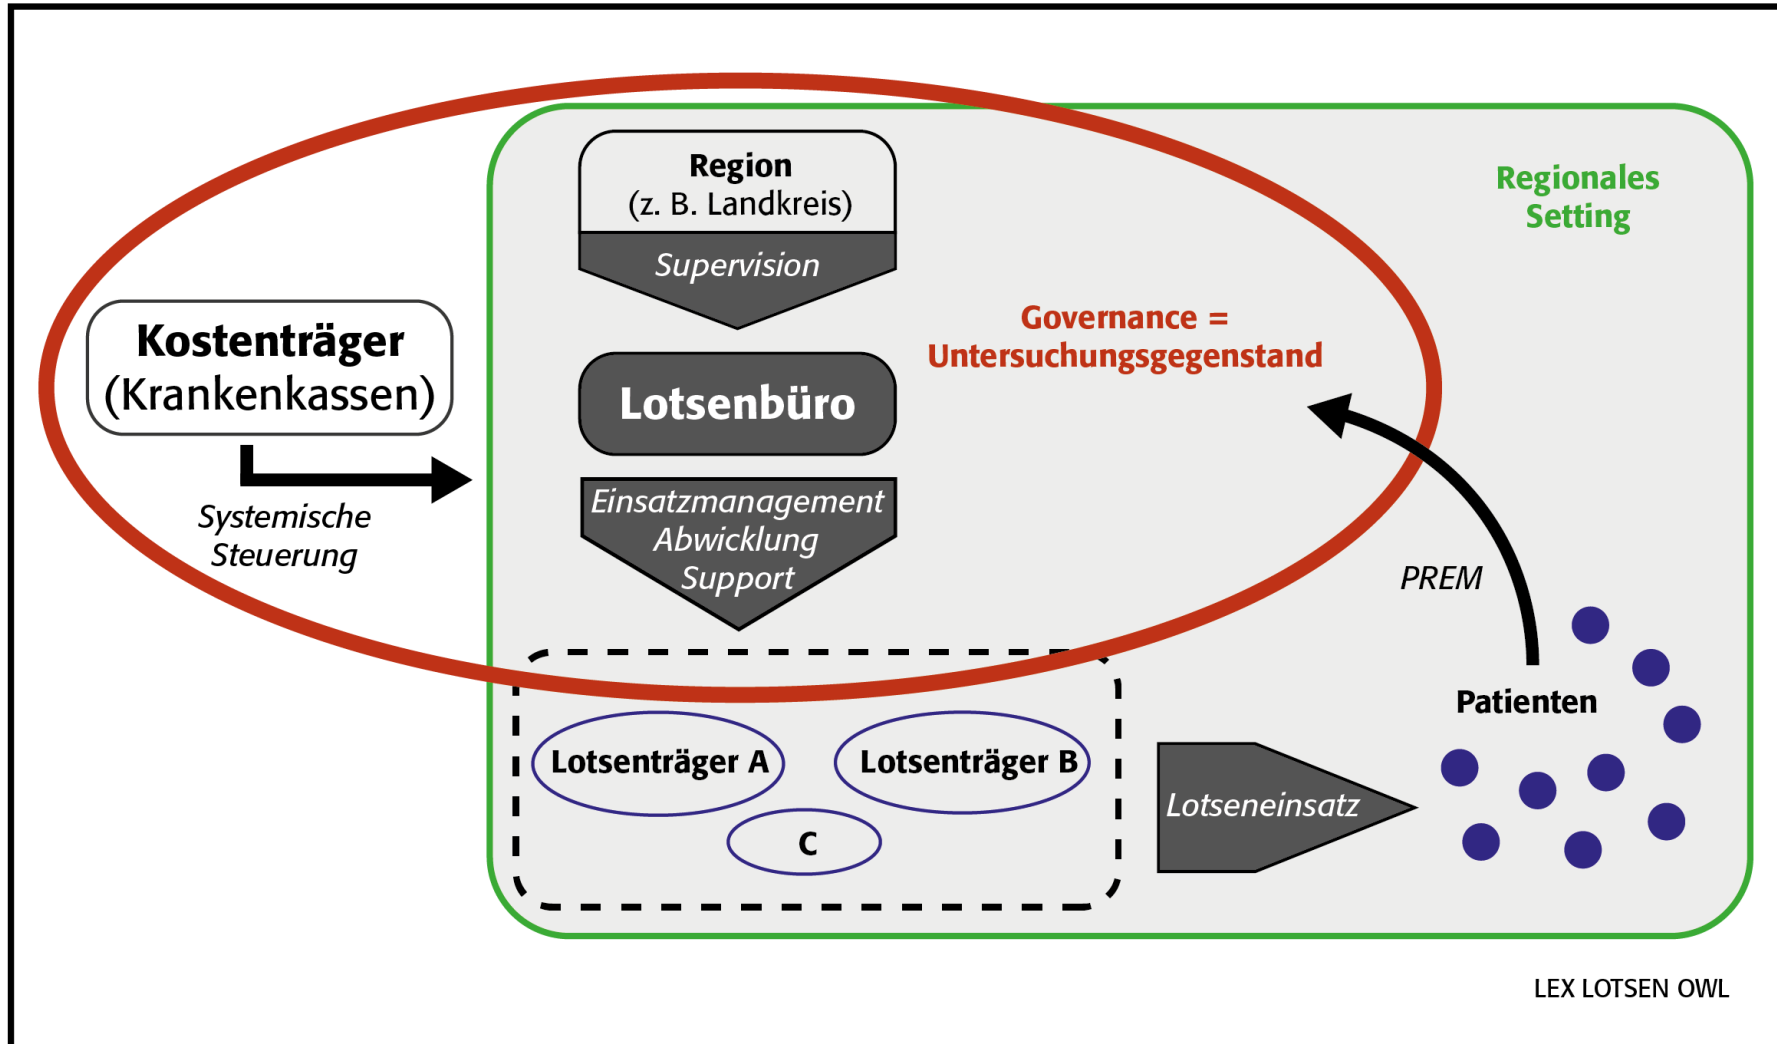 Region
(z. B. Landkreis)
Supervision
Regionales
Setting
Kostenträger
(Krankenkassen)
Governance =
Untersuchungsgegenstand
Lotsenbüro
Systemische
Steuerung
Einsatzmanagement
Abwicklung
Support
PREM
Patienten
Lotsenträger A
Lotsenträger B
C
Lotseneinsatz
LEX LOTSEN OWL